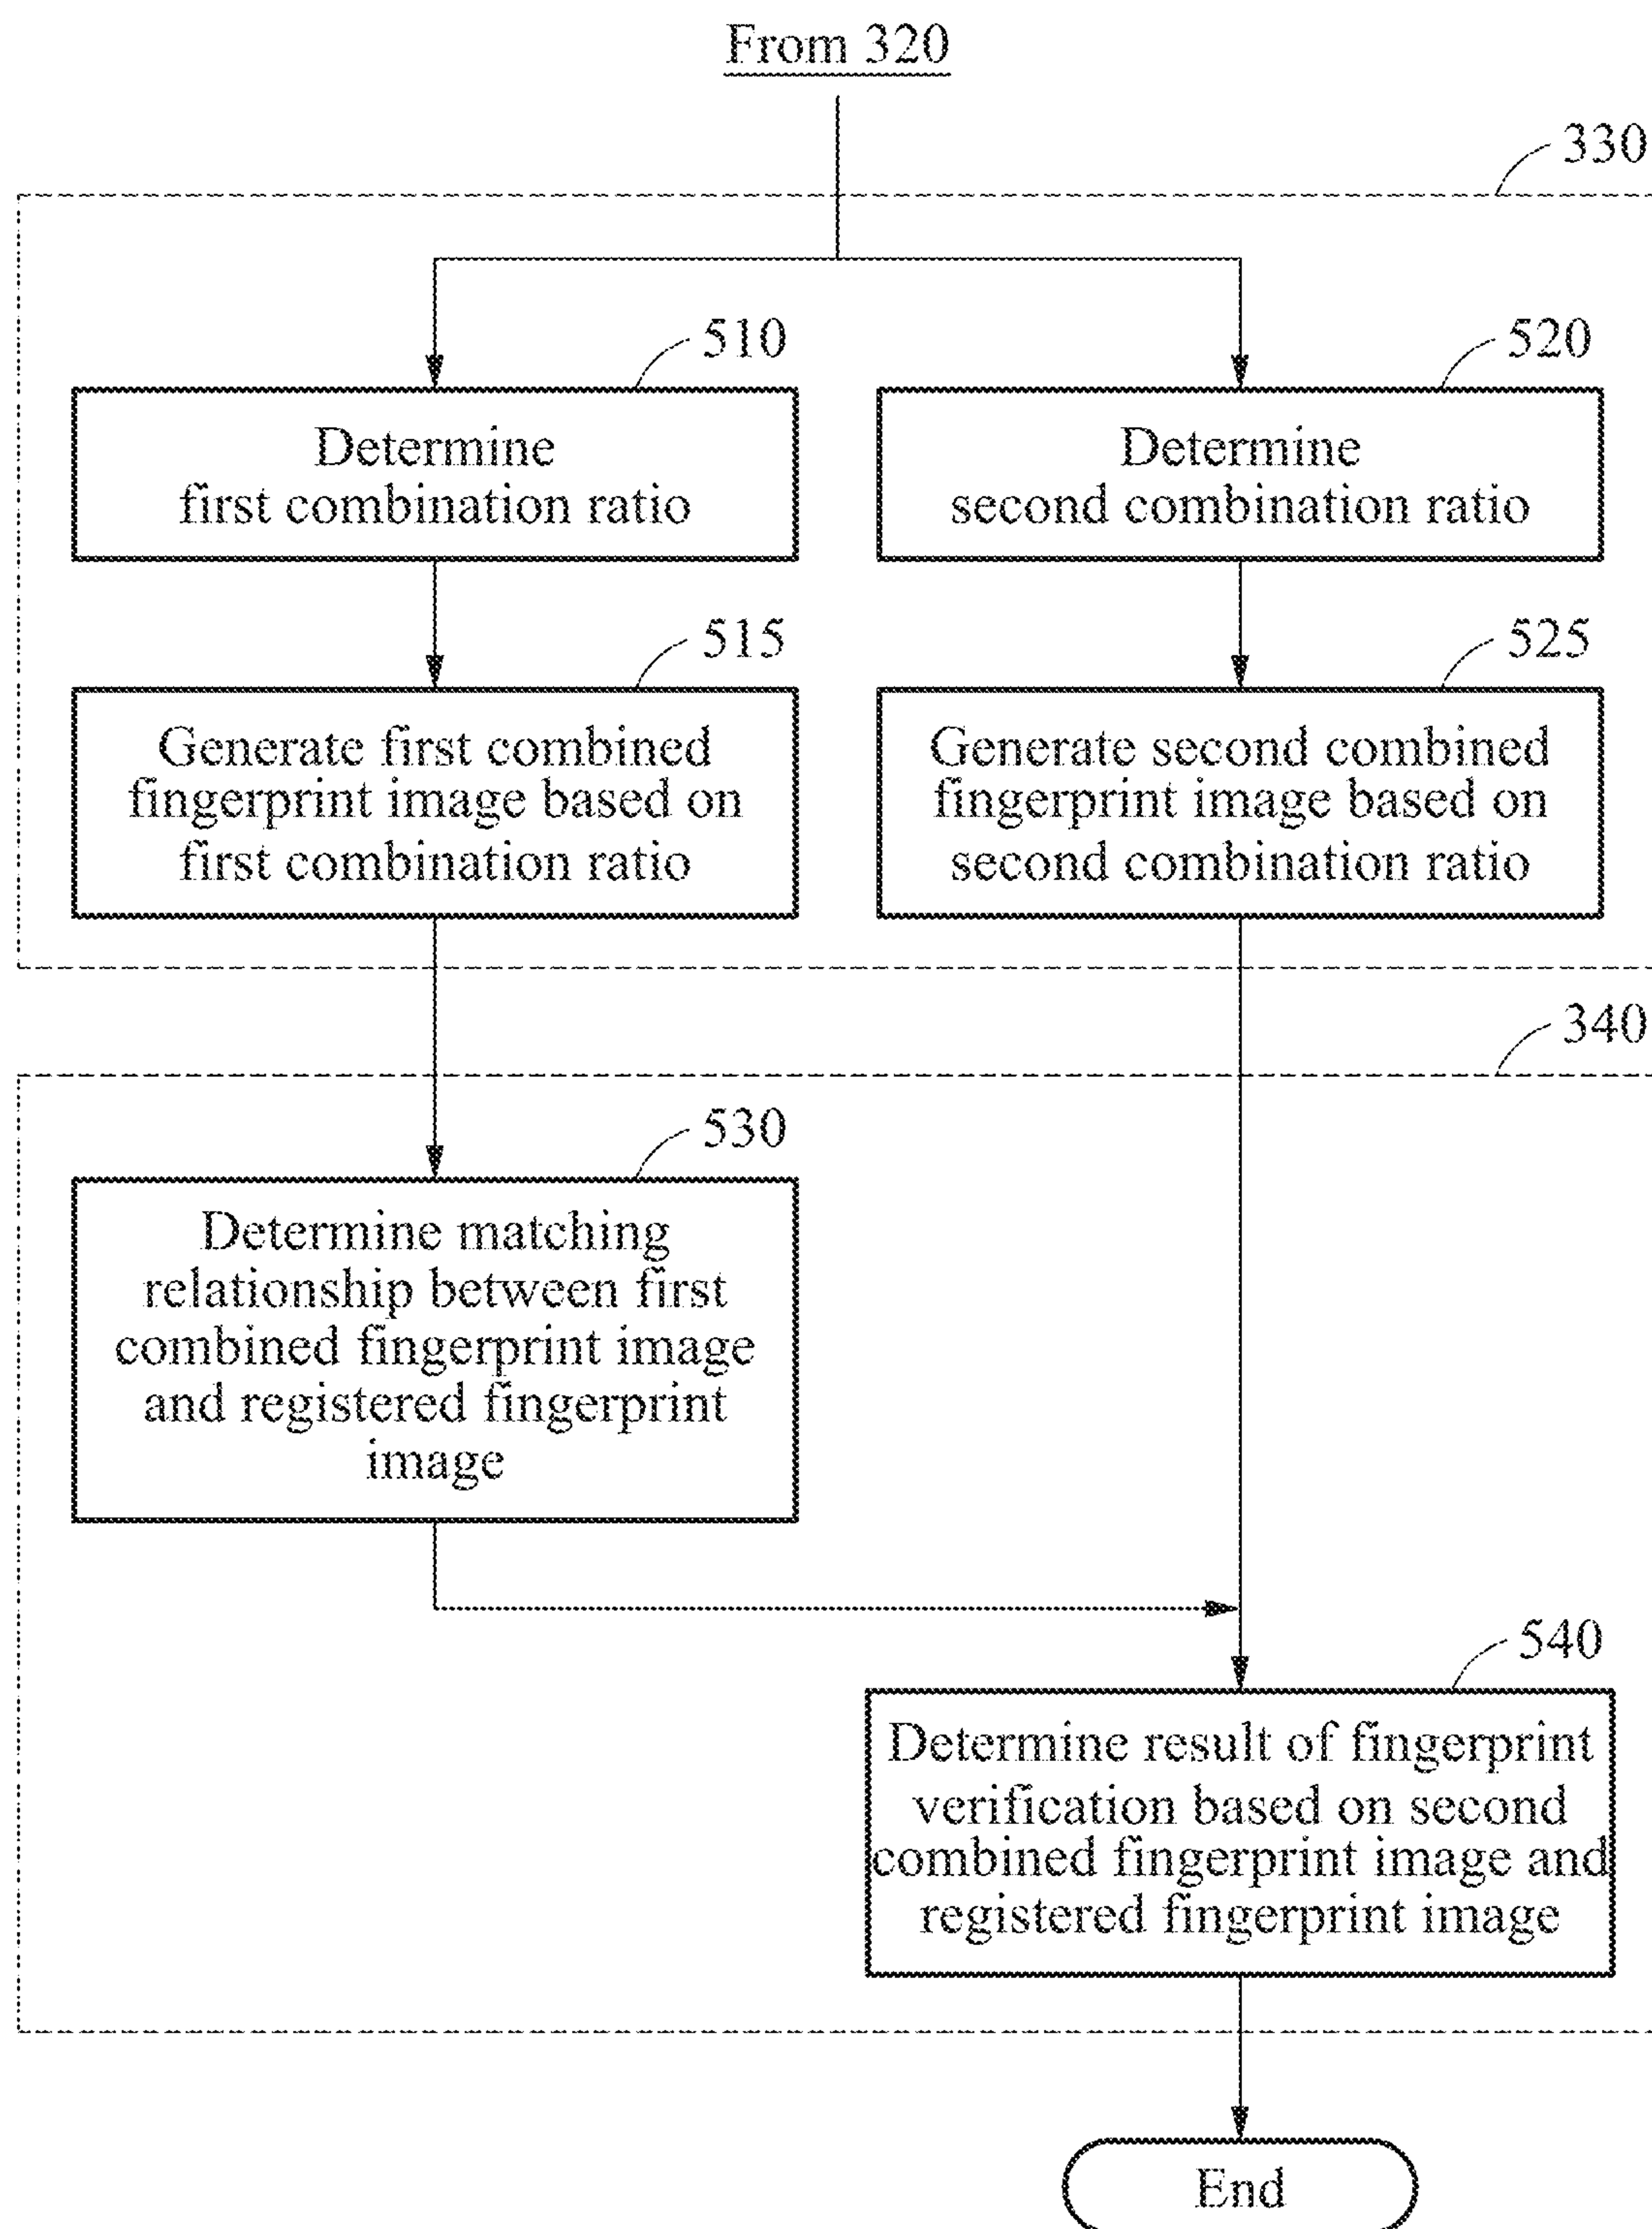 From 320
330
510
Determine
first combination ratio
520
Determine
second combination ratio
515
Generate first combined
fingerprint image based on
first combination ratio
525
Generate second combined
fingerprint image based on
second combination ratio
340
530
Determine matching
relationship between first
combined fingerprint image
and registered fingerprint
image
540
Determine result of fingerprint
verification based on second
combined fingerprint image and
registered fingerprint image
End